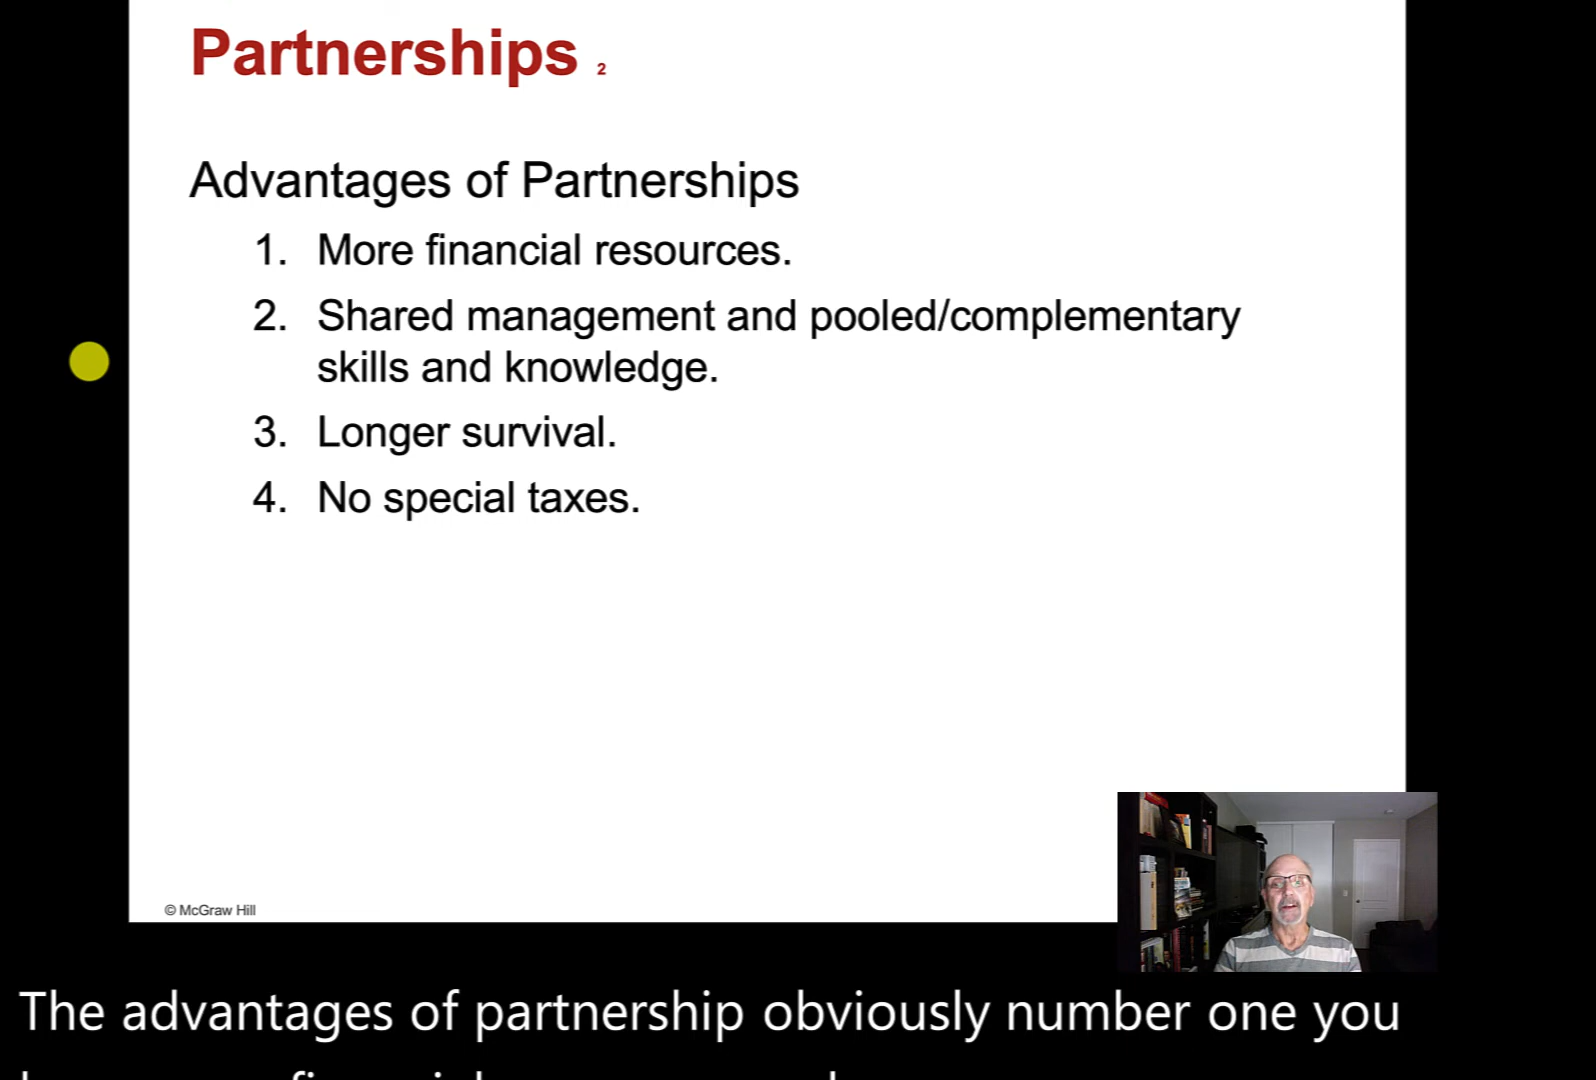 Partnerships 2
Advantages of Partnerships
1. More financial resources.
2. Shared management and pooled/complementary
skills and knowledge.
3. Longer survival.
4. No special taxes.
© McGraw Hill
The advantages of partnership obviously number one you